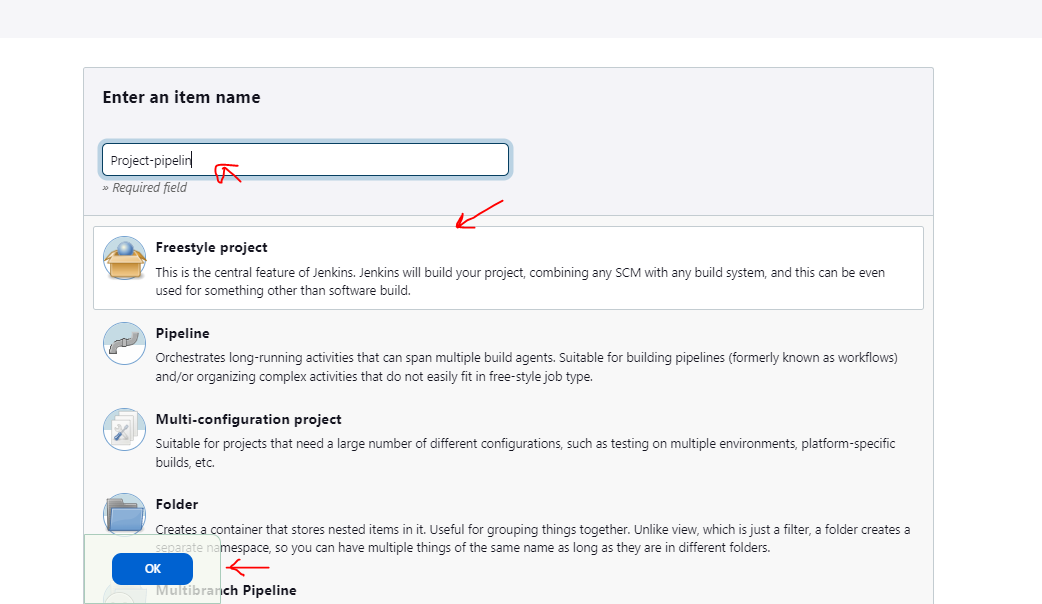 Enter an item name
Project-pipelin
» Required field
Freestyle project
This is the central feature of Jenkins. Jenkins will build your project, combining any SCM with any build system, and this can be even
used for something other than software build.
Pipeline
Orchestrates long-running activities that can span multiple build agents. Suitable for building pipelines (formerly known as workflows)
and/or organizing complex activities that do not easily fit in free-style job type.
Multi-configuration project
Suitable for projects that need a large number of different configurations, such as testing on multiple environments, platform-specific
builds, etc.
Folder
Creates a container that stores nested items in it. Useful for grouping things together. Unlike view, which is just a filter, a folder creates a
separate namespace, so you can have multiple things of the same name as long as they are in different folders.
OK
Multibranch Pipeline